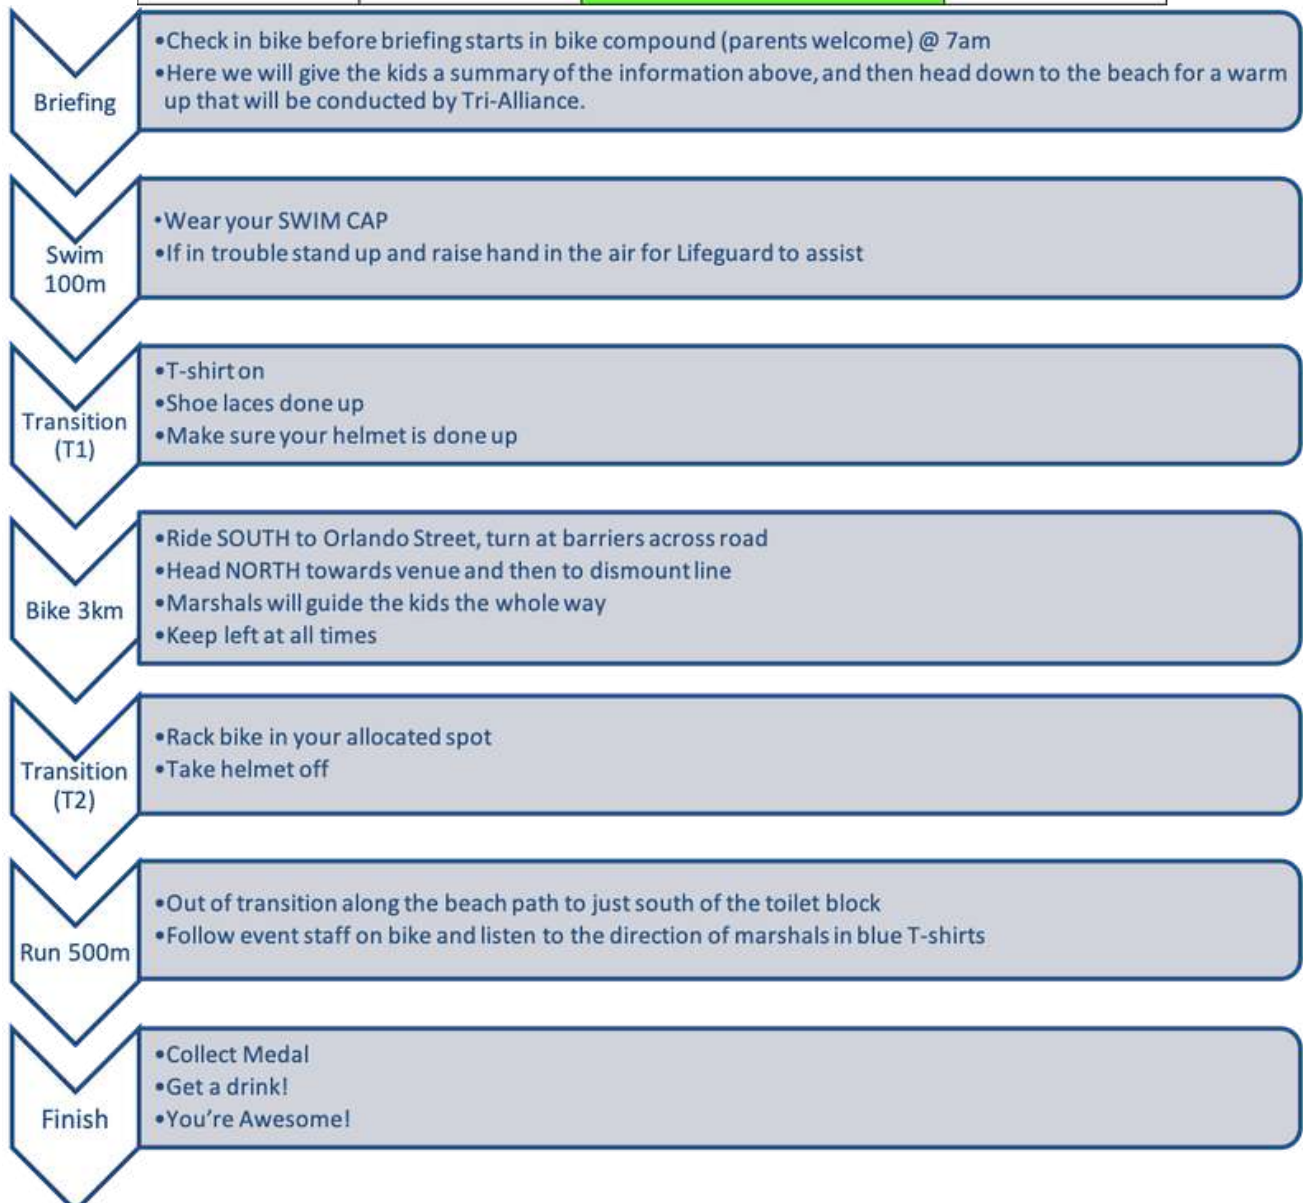 Briefing
•Check in bike before briefing starts in bike compound (parents welcome) @ 7am
•Here we will give the kids a summary of the information above, and then head down to the beach for a warm
up that will be conducted by Tri-Alliance.
Swim
100m
•Wear your SWIM CAP
•If in trouble stand up and raise hand in the air for Lifeguard to assist
Transition
(T1)
•T-shirt on
•Shoe laces done up
•Make sure your helmet is done up
Bike 3km
•Ride SOUTH to Orlando Street, turn at barriers across road
•Head NORTH towards venue and then to dismount line
•Marshals will guide the kids the whole way
•Keep left at all times
Transition
(T2)
•Rack bike in your allocated spot
•Take helmet off
Run 500m
•Out of transition along the beach path to just south of the toilet block
•Follow event staff on bike and listen to the direction of marshals in blue T-shirts
Finish
•Collect Medal
•Get a drink!
•You're Awesome!